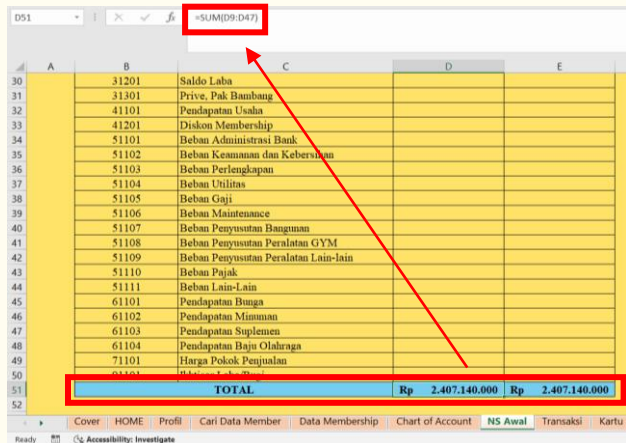 D51 fx =SUM(D9:D47)
A B C D E
30 31201 Saldo Laba
31 31301 Prive, Pak Bambang
32 41101 Pendapatan Usaha
33 41201 Diskon Membership
34 51101 Beban Administrasi Bank
35 51102 Beban Keamanan dan Kebersihan
36 51103 Beban Perlengkapan
37 51104 Beban Utilitas
38 51105 Beban Gaji
39 51106 Beban Maintenance
40 51107 Beban Penyusutan Bangunan
41 51108 Beban Penyusutan Peralatan GYM
42 51109 Beban Penyusutan Peralatan Lain-lain
43 51110 Beban Pajak
44 51111 Beban Lain-Lain
45 61101 Pendapatan Bunga
46 61102 Pendapatan Minuman
47 61103 Pendapatan Suplemen
48 61104 Pendapatan Baju Olahraga
49 71101 Harga Pokok Penjualan
50
51 TOTAL Rp 2.407.140.000 Rp 2.407.140.000
52
Cover HOME Profil Cari Data Member Data Membership Chart of Account NS Awal Transaksi Kartu
Ready Accessibility: Investigate